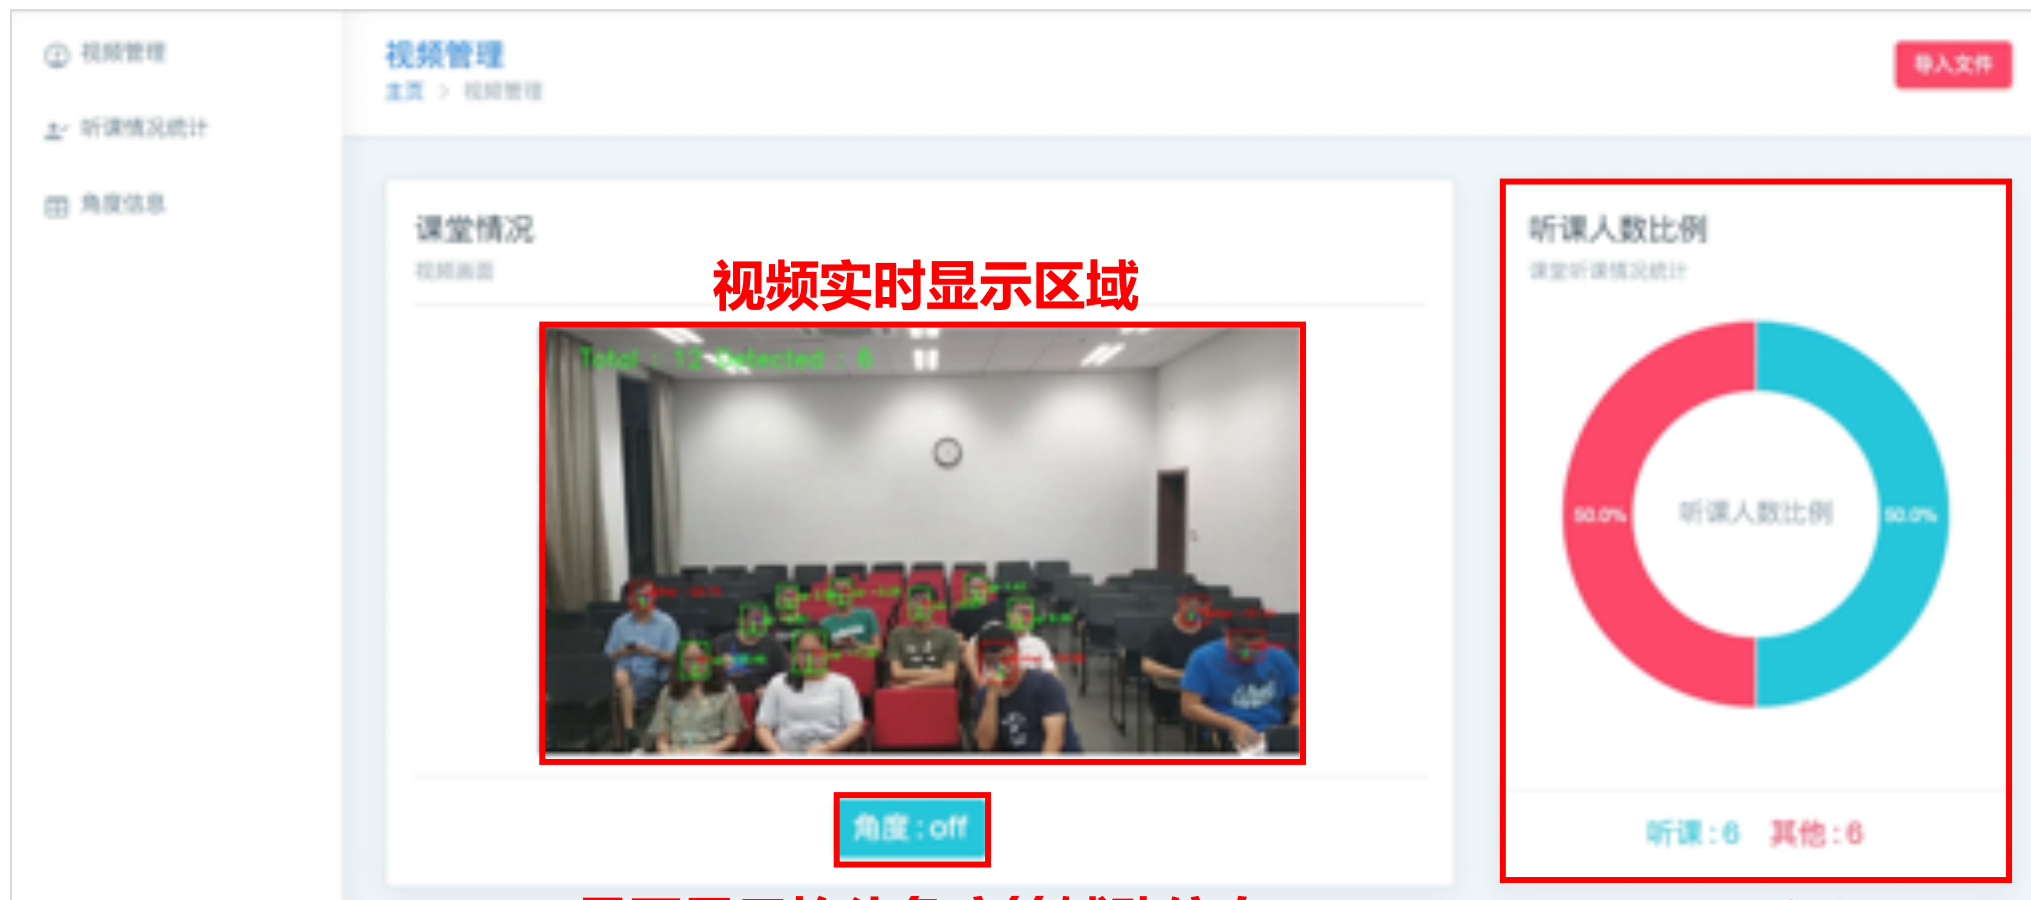 视频管理
听课情况统计
角度信息
视频管理
主页 > 视频管理
导入文件
课堂情况
视频画面
视频实时显示区域
Total : 12 Detected : 6
角度:off
听课人数比例
课堂听课情况统计
50.0%
听课人数比例
50.0%
听课:6 其他:6